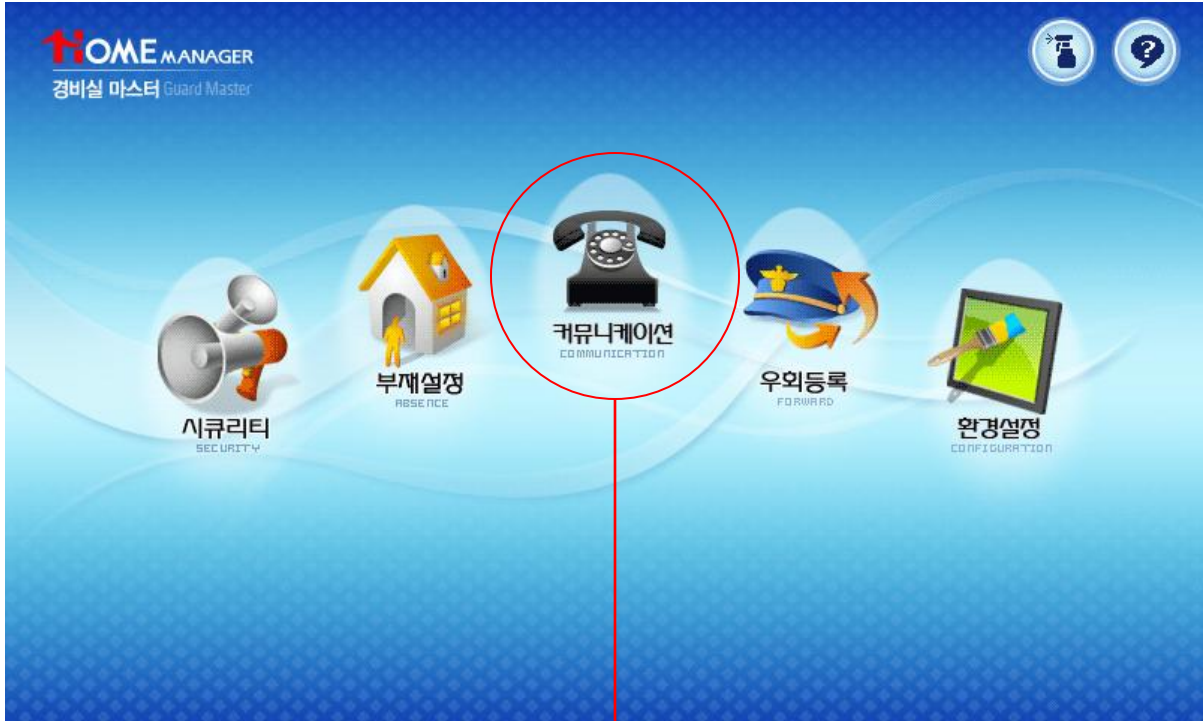 HOME MANAGER
경비실 마스터 Guard Master
?
커뮤니케이션
COMMUNICATION
부재설정
ABSENCE
우회등록
FORWARD
시큐리티
SECURITY
환경설정
CONFIGURATION